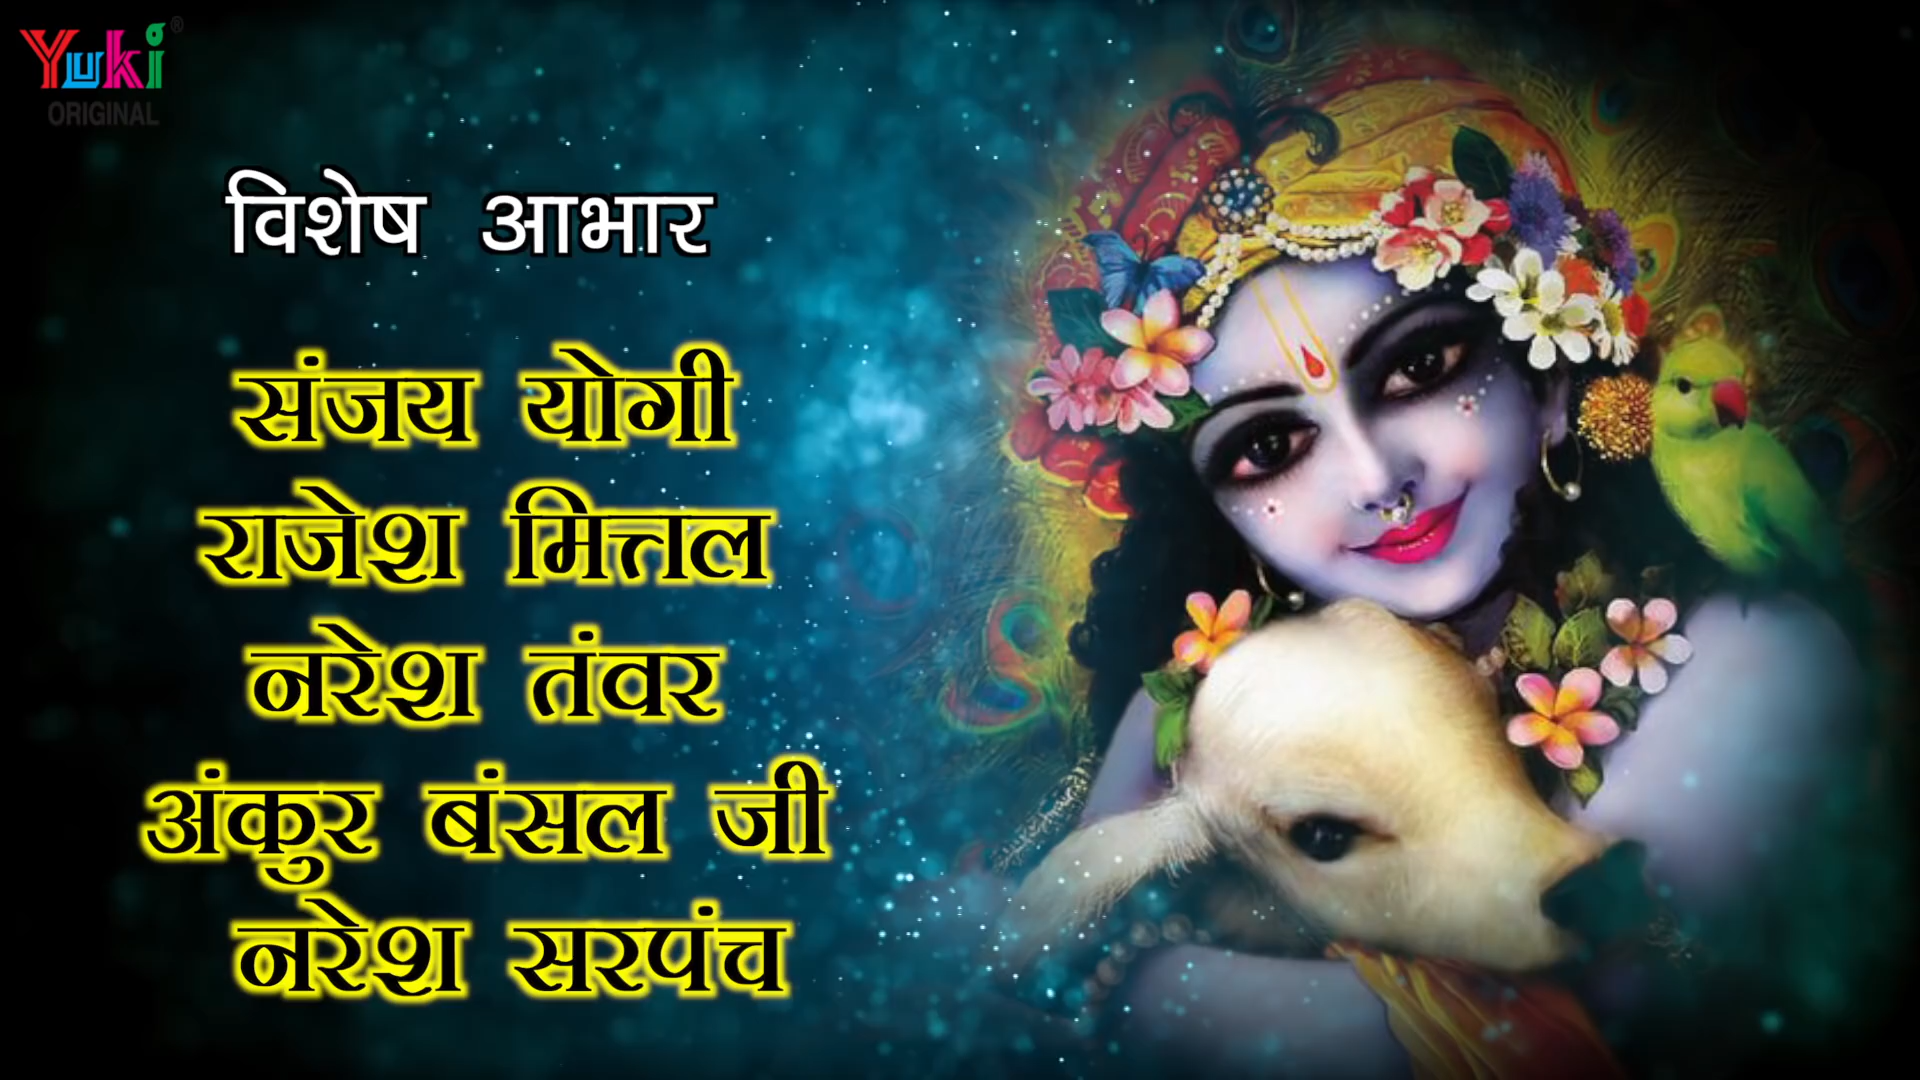 Yuki®
ORIGINAL
विशेष आभार
संजय योगी
राजेश मित्तल
नरेश तंवर
अंकुर बंसल जी
नरेश सरपंच